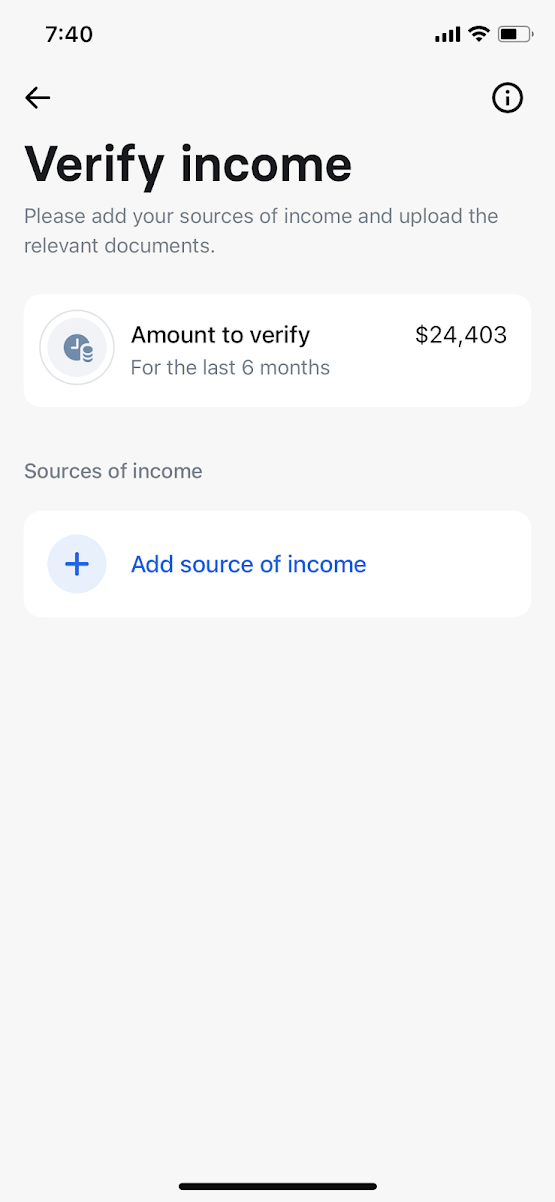 7:40
Verify income
Please add your sources of income and upload the
relevant documents.
Amount to verify
$24,403
For the last 6 months
Sources of income
Add source of income